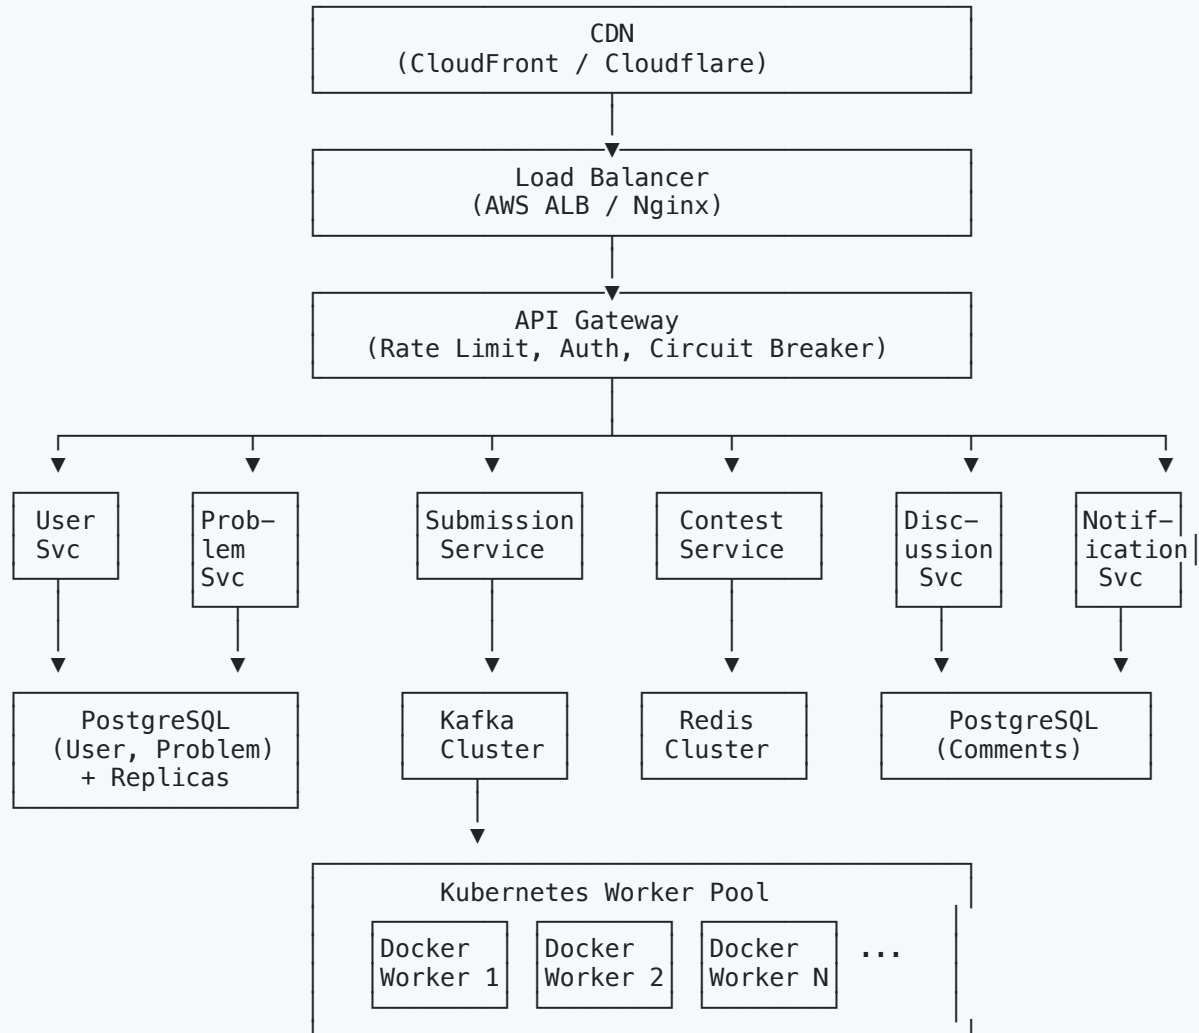 CDN
(CloudFront / Cloudflare)
Load Balancer
(AWS ALB / Nginx)
API Gateway
(Rate Limit, Auth, Circuit Breaker)
User
Svc
Prob–
lem
Svc
Submission
Service
Contest
Service
Disc–
ussion
Svc
Notif–
ication|
Svc
PostgreSQL
(User, Problem)
+ Replicas
Kafka
Cluster
Redis
Cluster
PostgreSQL
(Comments)
Kubernetes Worker Pool
Docker
Worker 1
Docker
Worker 2
Docker
Worker N
...